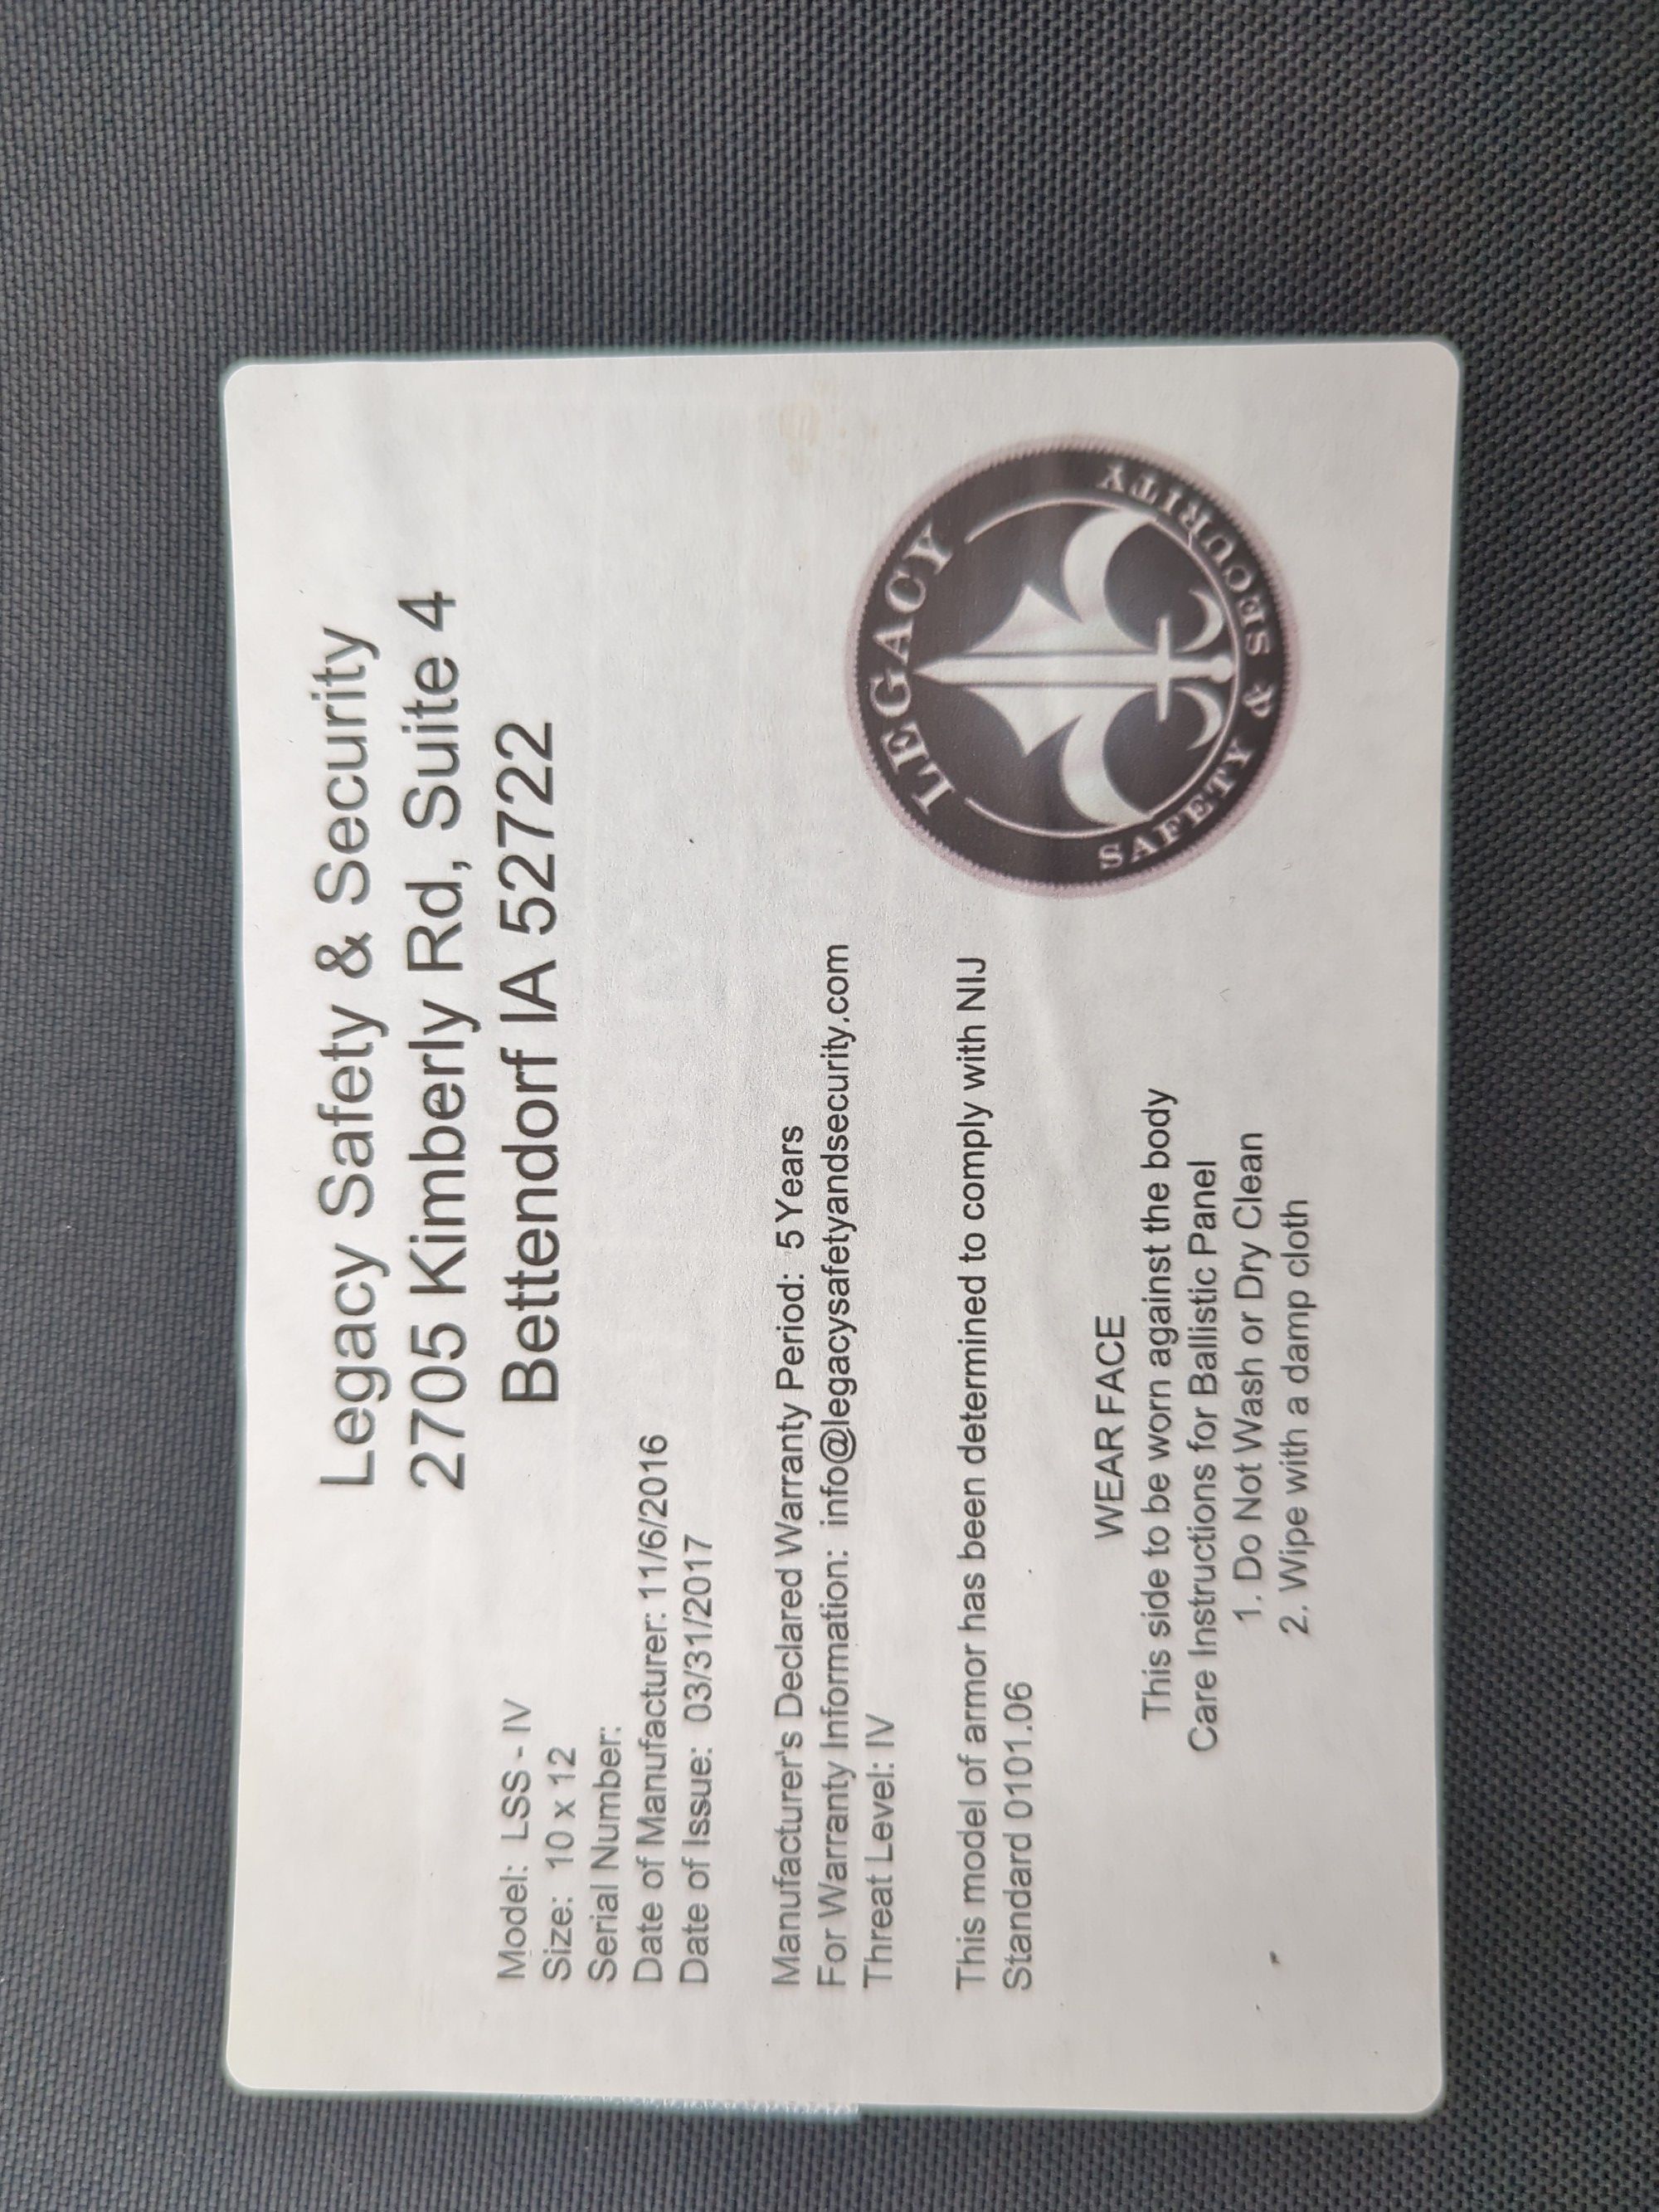 Legacy Safety & Security
2705 Kimberly Rd, Suite 4
Bettendorf IA 52722
Model: LSS - IV
Size: 10 x 12
Serial Number:
Date of Manufacturer: 11/6/2016
Date of Issue: 03/31/2017
Manufacturer's Declared Warranty Period: 5 Years
For Warranty Information: info@legacysafetyandsecurity.com
Threat Level: IV
This model of armor has been determined to comply with NIJ
Standard 0101.06
LEGACY
SAFETY & SECURITY
WEAR FACE
This side to be worn against the body
Care Instructions for Ballistic Panel
1. Do Not Wash or Dry Clean
2. Wipe with a damp cloth